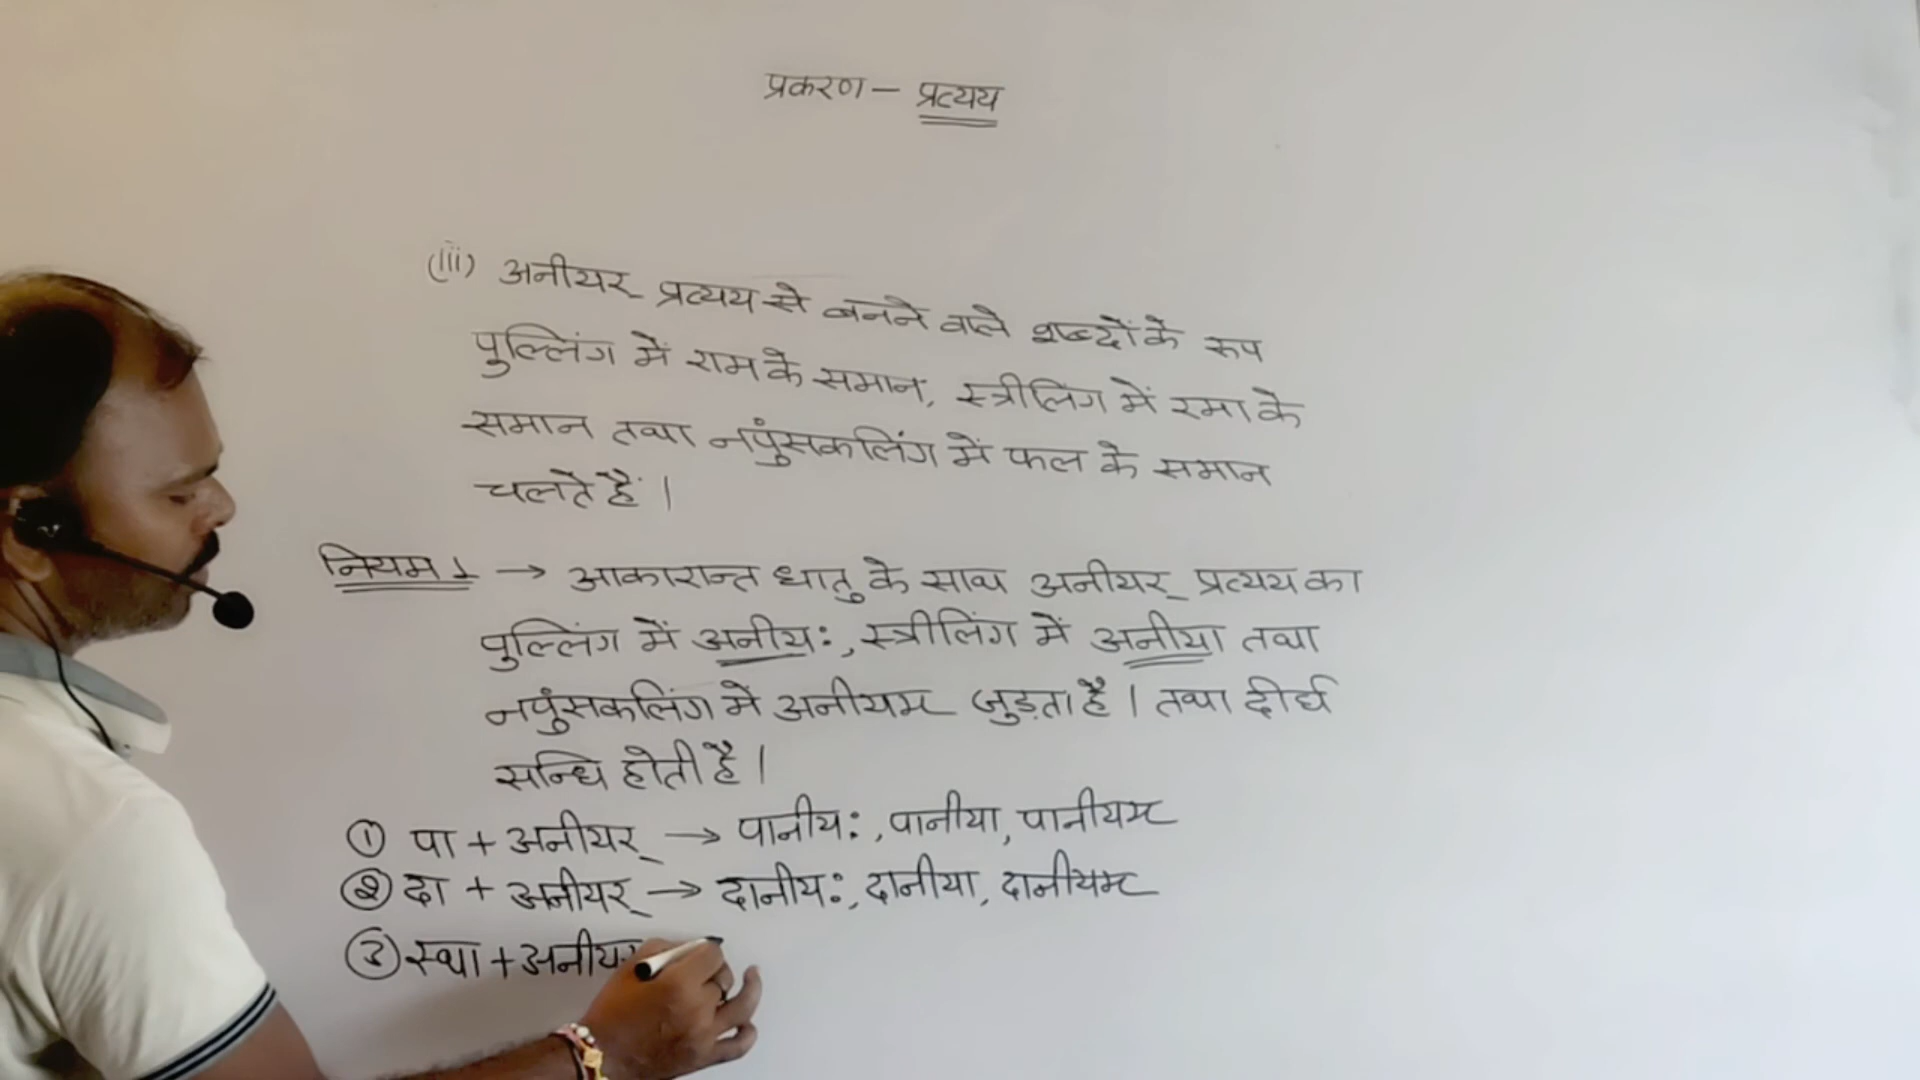 प्रकरण — प्रत्यय
(iii) अनीयर् प्रत्यय से बनने वाले शब्दों के रूप
पुल्लिंग में राम के समान, स्त्रीलिंग में रमा के
समान तथा नपुंसकलिंग में फल के समान
चलते हैं ।
नियम 1 → आकारान्त धातु के साथ अनीयर् प्रत्यय का
पुल्लिंग में अनीयः, स्त्रीलिंग में अनीया तथा
नपुंसकलिंग में अनीयम् जुड़ता है । तथा दीर्घ
सन्धि होती है ।
① पा + अनीयर् → पानीयः, पानीया, पानीयम्
② दा + अनीयर् → दानीयः, दानीया, दानीयम्
③ स्था + अनीय